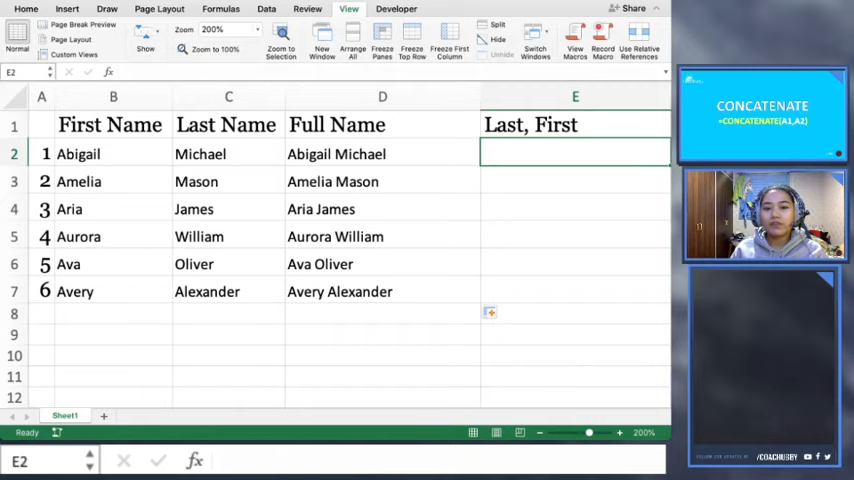 Home Insert Draw Page Layout Formulas Data Review View Developer Share
Normal
Page Break Preview
Page Layout
Custom Views
Show
Zoom 200%
Zoom to 100%
Zoom to Selection
New Window
Arrange All
Freeze Panes
Freeze Top Row
Freeze First Column
Split
Hide
Unhide
Switch Windows
View Macros
Record Macro
Use Relative References
E2 fx
A B C D E
1 First Name Last Name Full Name Last, First
2 1 Abigail Michael Abigail Michael
3 2 Amelia Mason Amelia Mason
4 3 Aria James Aria James
5 4 Aurora William Aurora William
6 5 Ava Oliver Ava Oliver
7 6 Avery Alexander Avery Alexander
8
9
10
11
12
Sheet1
Ready 200%
E2 fx
CONCATENATE
=CONCATENATE(A1,A2)
FOLLOW FOR UPDATES AT /COACHUBBY